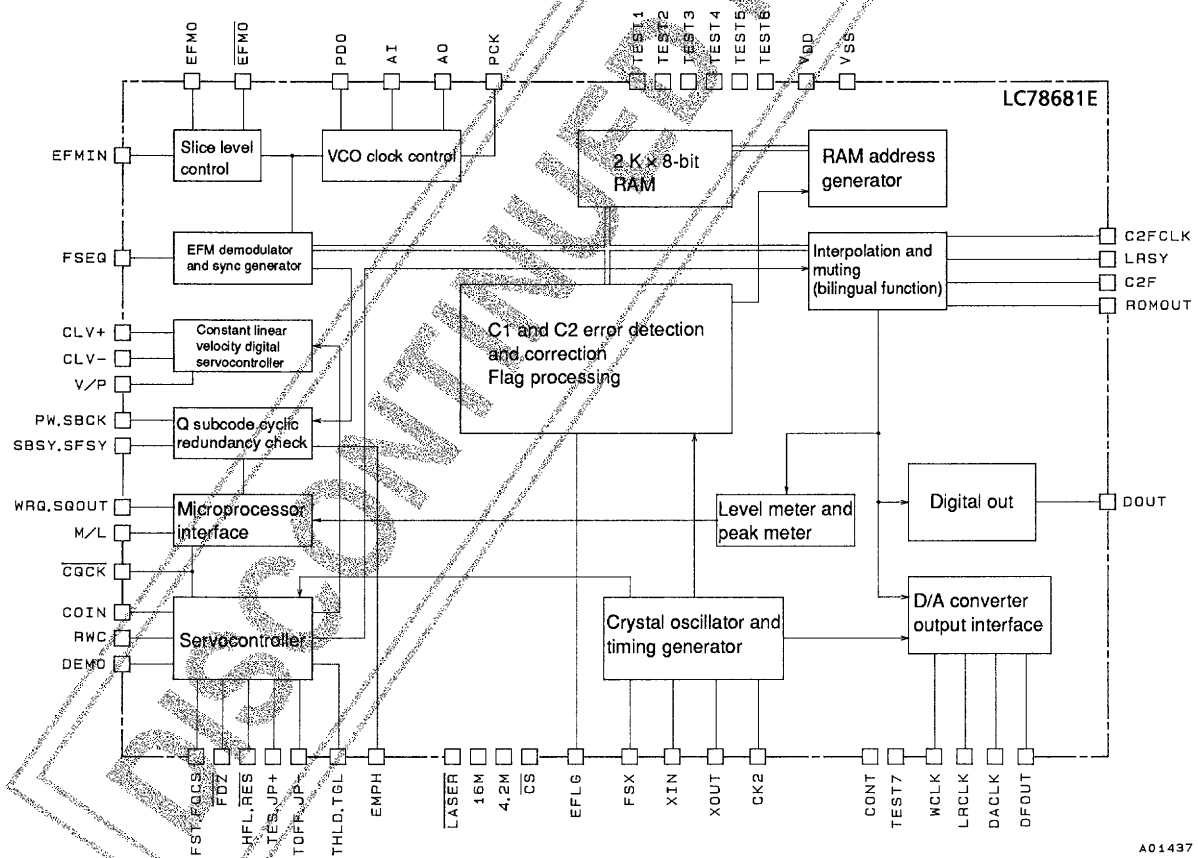 EFMO
EFMO
PDO
AI
AO
PCK
TEST1
TEST2
TEST3
TEST4
TEST5
TEST6
VDD
VSS
LC78681E
EFMIN
Slice level
control
VCO clock control
2 K × 8-bit
RAM
RAM address
generator
FSEQ
EFM demodulator
and sync generator
Interpolation and
muting
(bilingual function)
C2FCLK
LRSY
C2F
ROMOUT
CLV+
CLV-
V/P
Constant linear
velocity digital
servocontroller
C1 and C2 error detection
and correction
Flag processing
PW.SBCK
SBSY.SFSY
Q subcode cyclic
redundancy check
WRQ.SQOUT
M/L
CQCK
Microprocessor
interface
Level meter and
peak meter
Digital out
DOUT
COIN
RWC
DEMO
Servocontroller
Crystal oscillator and
timing generator
D/A converter
output interface
FST.FOCS
FDZ
HFL.RES
TES.JP+
TOFF.JP-
THLD.TGL
EMPH
LASER
16M
4.2M
CS
EFLG
FSX
XIN
XOUT
CK2
CONT
TEST7
WCLK
LRCLK
DACLK
DFOUT
DISCONTINUED
A01437